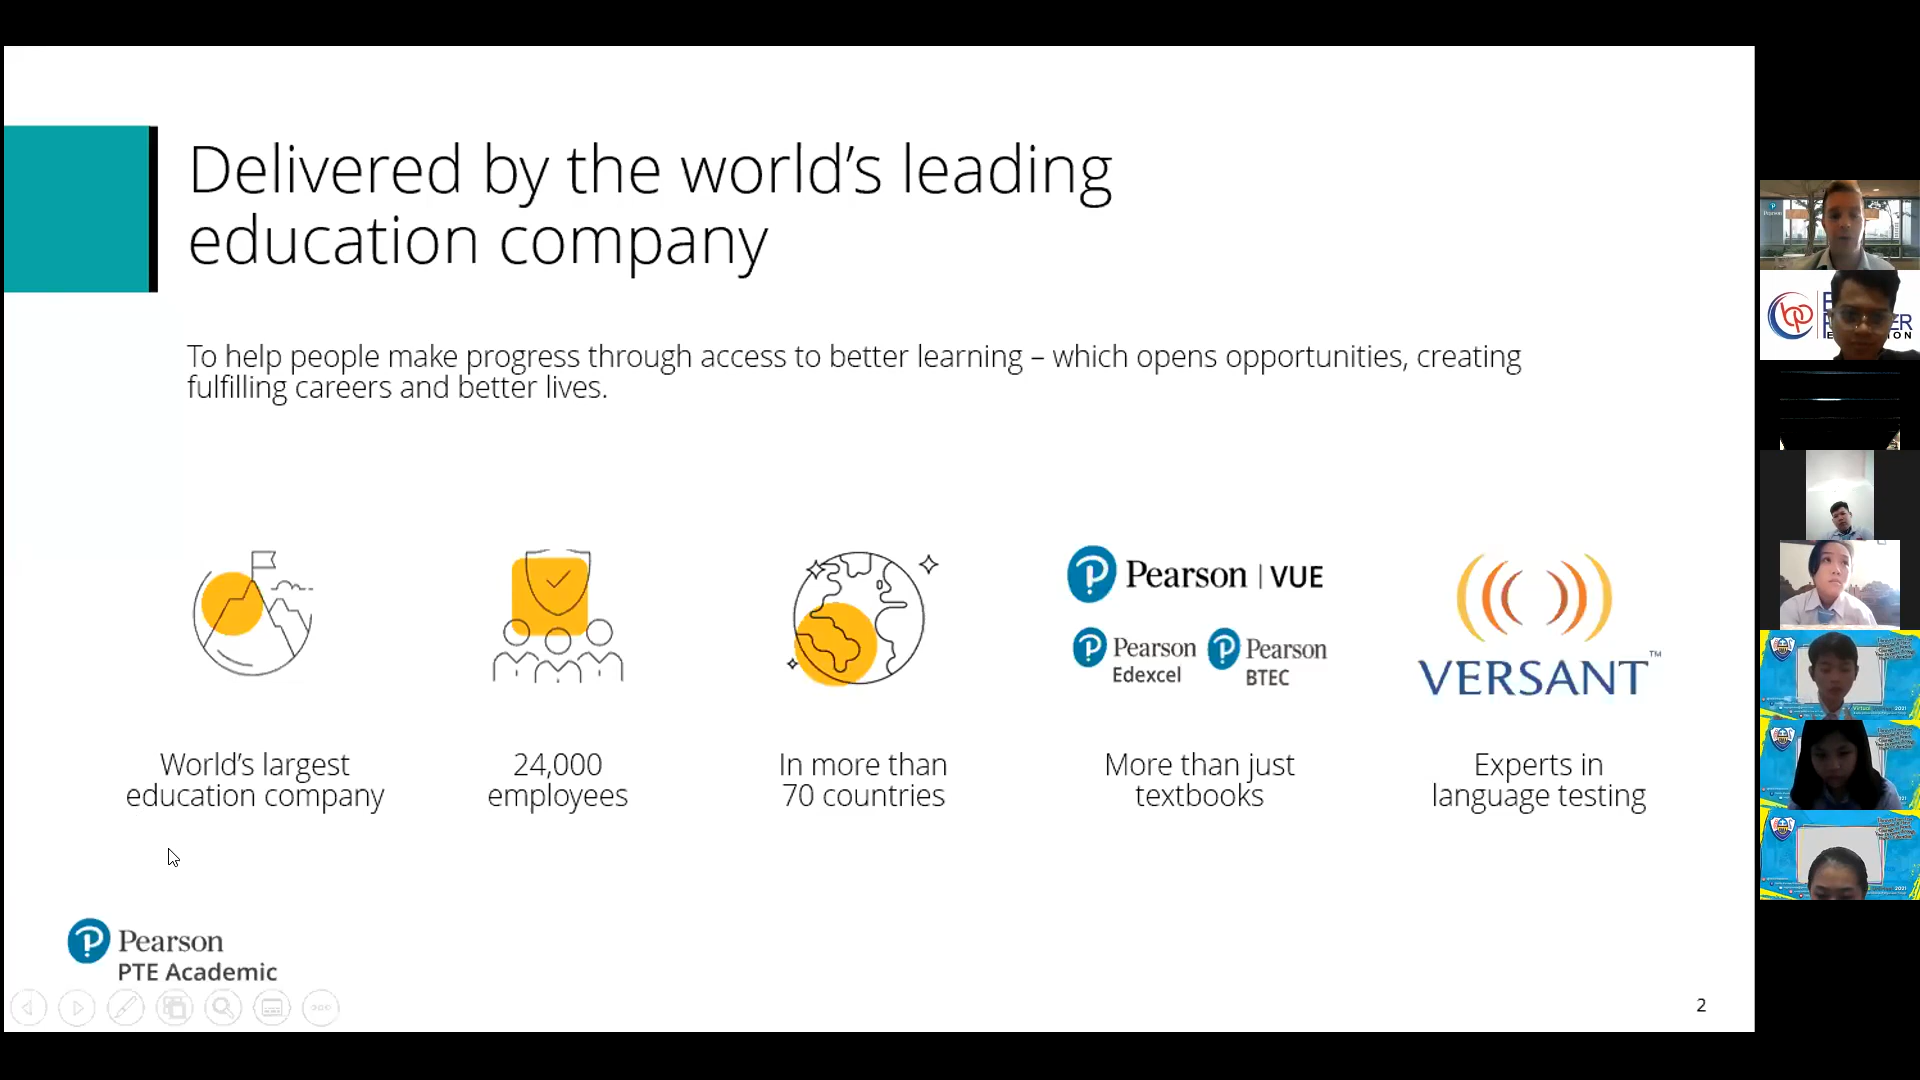 Delivered by the world's leading
education company
To help people make progress through access to better learning – which opens opportunities, creating
fulfilling careers and better lives.
Pearson | VUE
Pearson
Edexcel
Pearson
BTEC
VERSANT™
World's largest
education company
24,000
employees
In more than
70 countries
More than just
textbooks
Experts in
language testing
Pearson
PTE Academic
2